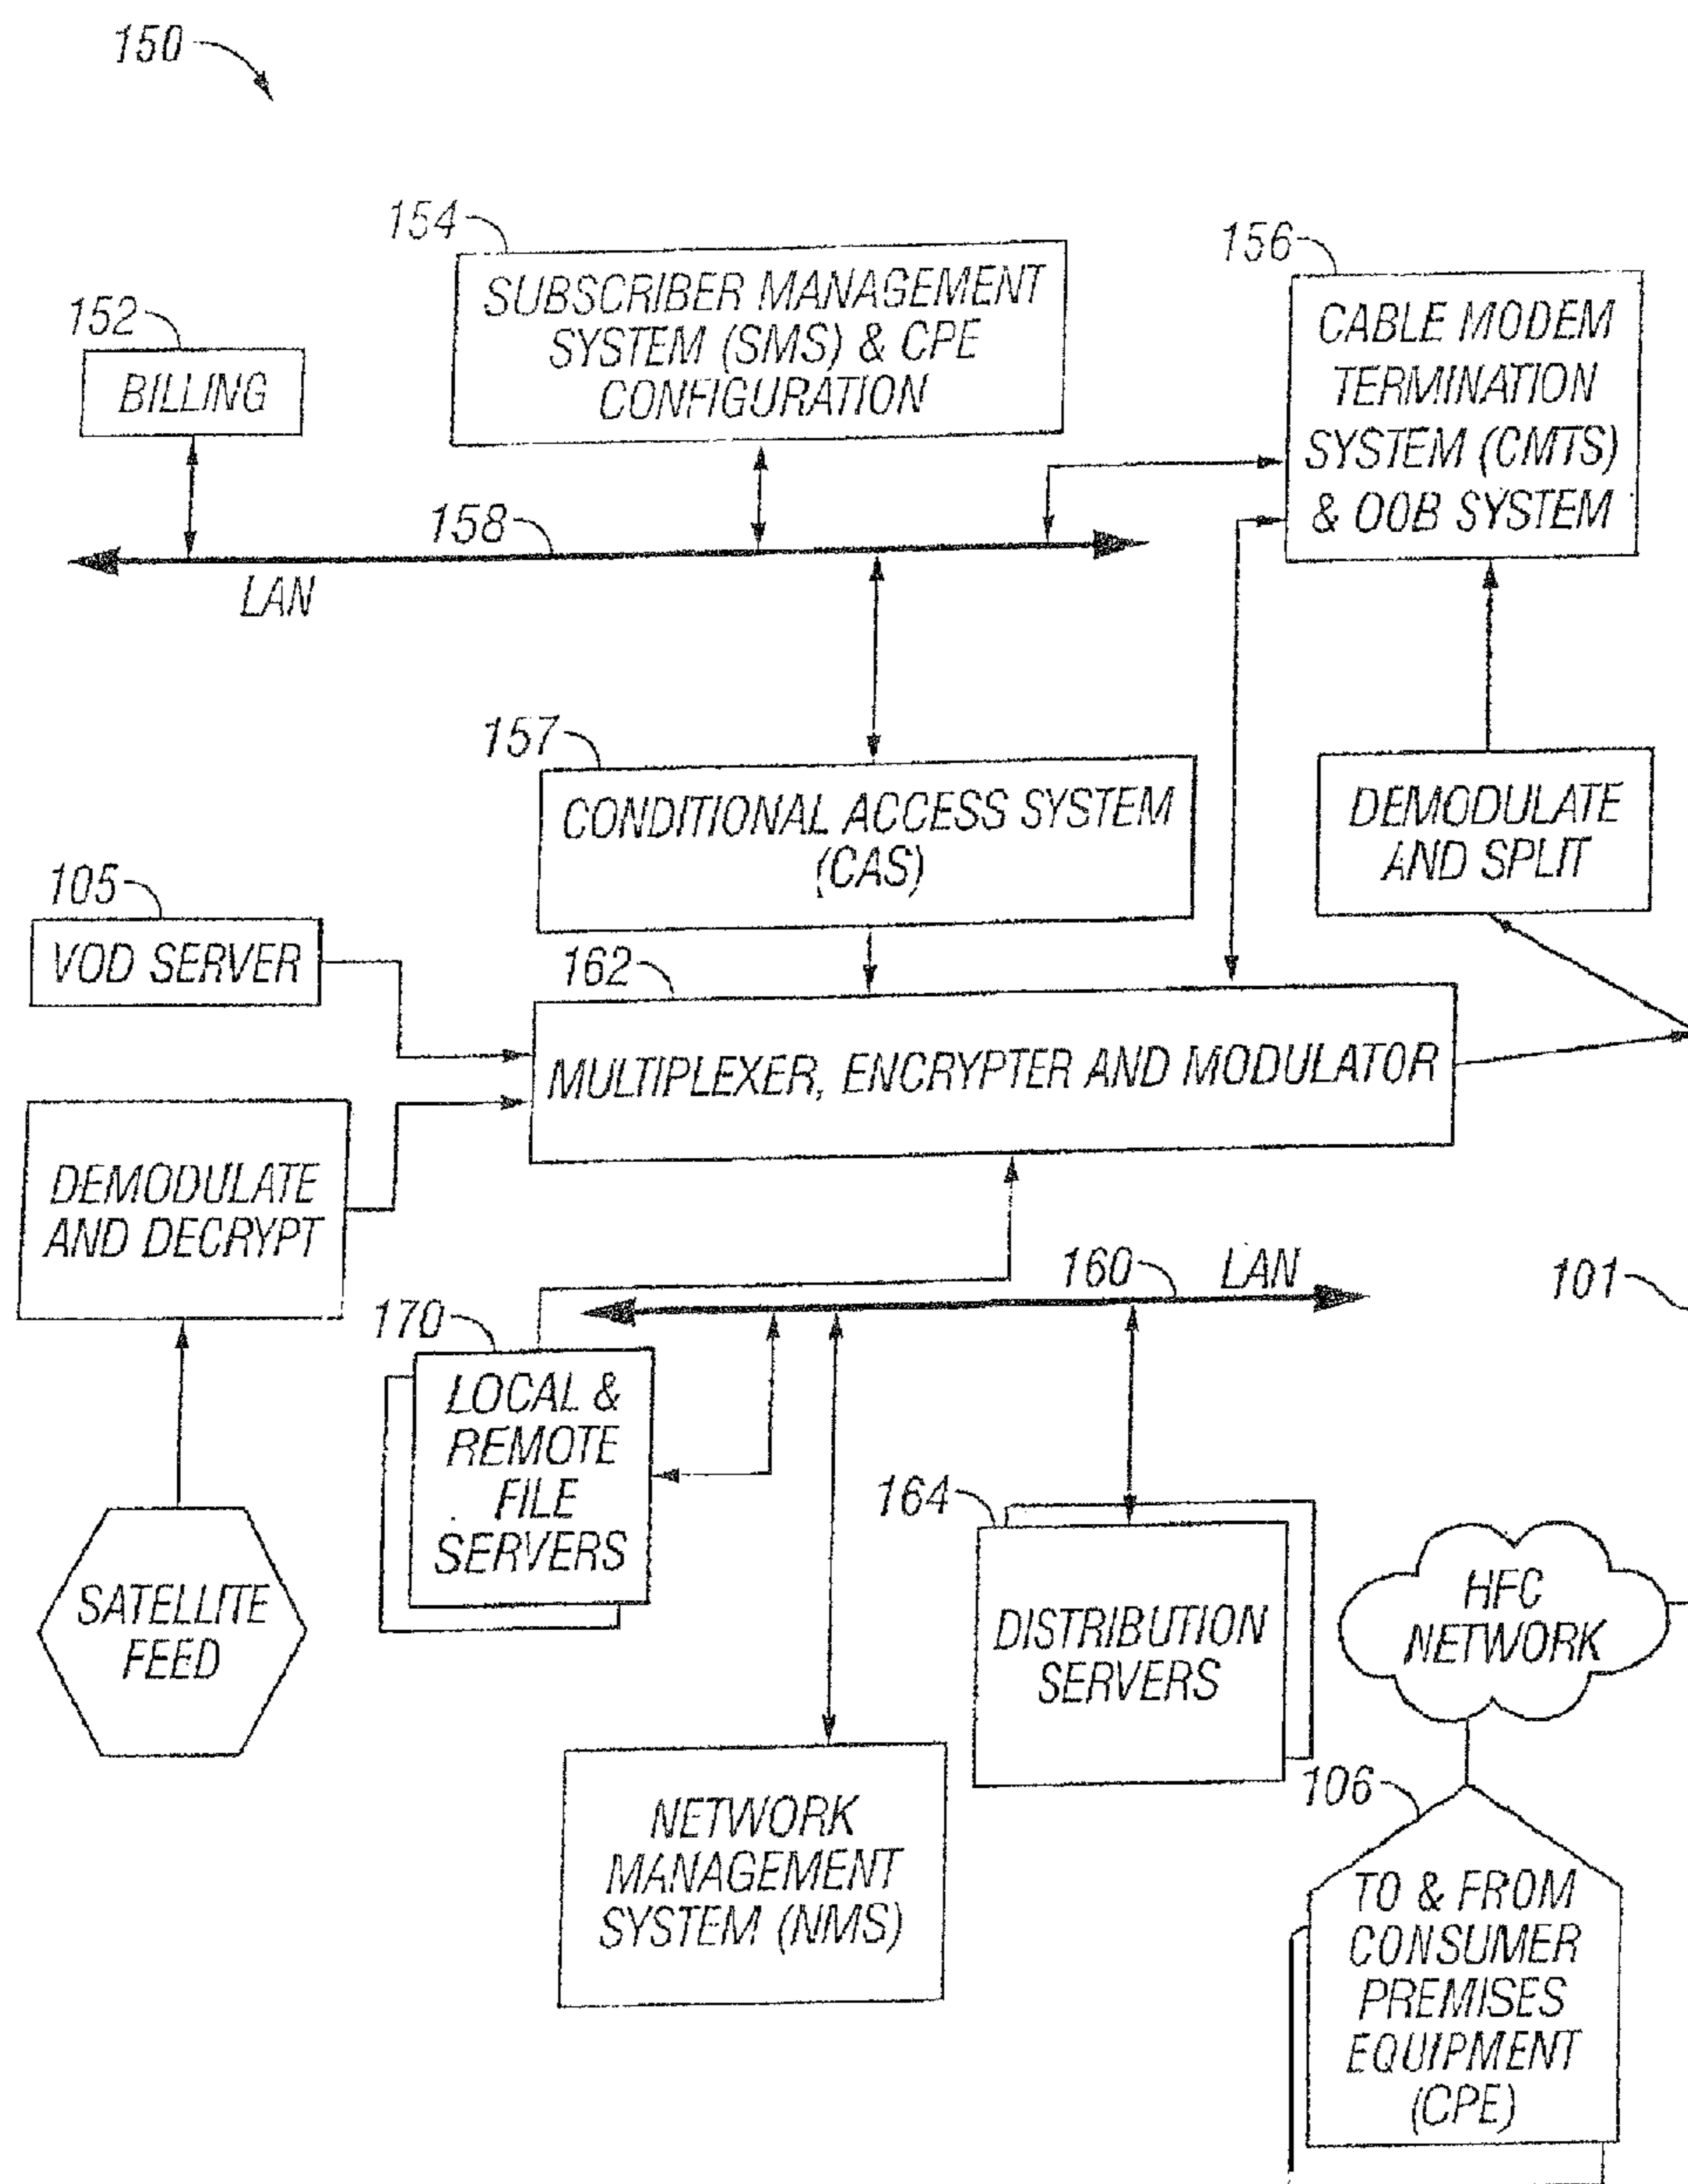 150
154
SUBSCRIBER MANAGEMENT
SYSTEM (SMS) & CPE
CONFIGURATION
156
CABLE MODEM
TERMINATION
SYSTEM (CMTS)
& OOB SYSTEM
152
BILLING
158
LAN
157
CONDITIONAL ACCESS SYSTEM
(CAS)
DEMODULATE
AND SPLIT
105
VOD SERVER
162
MULTIPLEXER, ENCRYPTER AND MODULATOR
DEMODULATE
AND DECRYPT
160
LAN
101
170
LOCAL &
REMOTE
FILE
SERVERS
164
DISTRIBUTION
SERVERS
HFC
NETWORK
SATELLITE
FEED
106
NETWORK
MANAGEMENT
SYSTEM (NMS)
TO & FROM
CONSUMER
PREMISES
EQUIPMENT
(CPE)